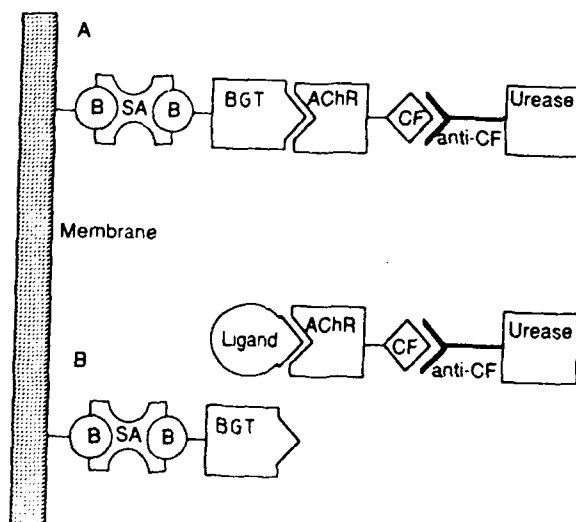 A
B SA B BGT AChR CF anti-CF Urease
Membrane
Ligand AChR CF anti-CF Urease
B
B SA B BGT